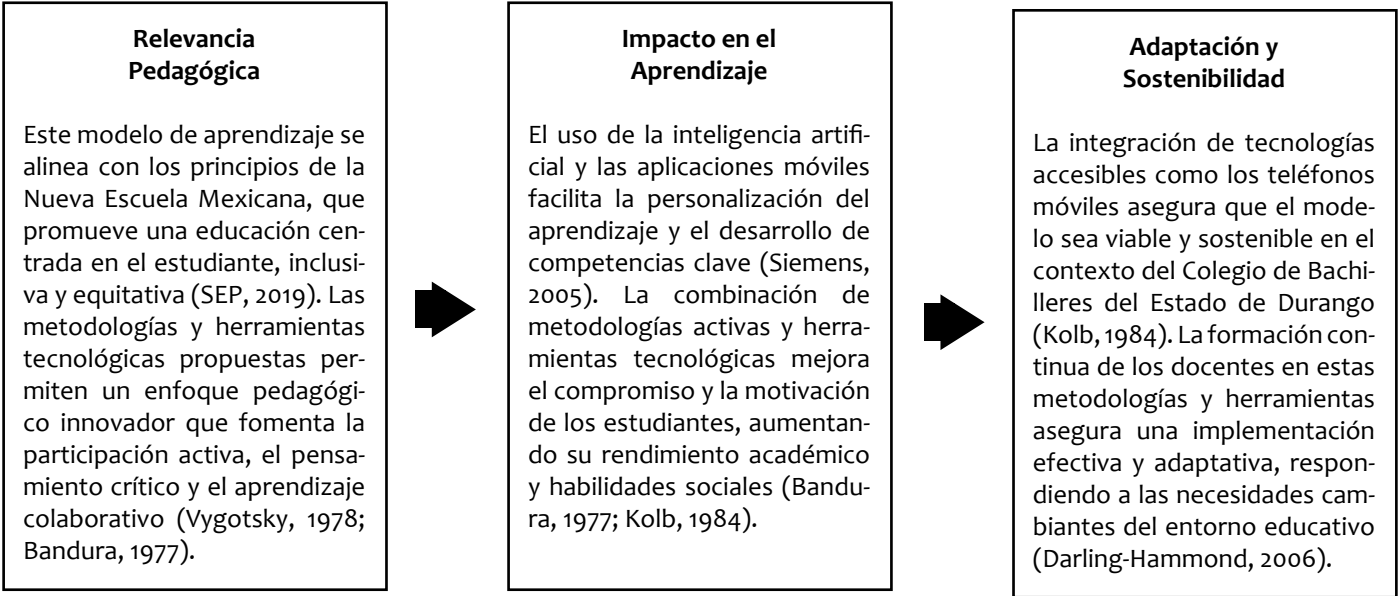 Relevancia
Pedagógica
Este modelo de aprendizaje se
alinea con los principios de la
Nueva Escuela Mexicana, que
promueve una educación cen-
trada en el estudiante, inclusi-
va y equitativa (SEP, 2019). Las
metodologías y herramientas
tecnológicas propuestas per-
miten un enfoque pedagógi-
co innovador que fomenta la
participación activa, el pensa-
miento crítico y el aprendizaje
colaborativo (Vygotsky, 1978;
Bandura, 1977).
Impacto en el
Aprendizaje
El uso de la inteligencia artifi-
cial y las aplicaciones móviles
facilita la personalización del
aprendizaje y el desarrollo de
competencias clave (Siemens,
2005). La combinación de
metodologías activas y herra-
mientas tecnológicas mejora
el compromiso y la motivación
de los estudiantes, aumentan-
do su rendimiento académico
y habilidades sociales (Bandu-
ra, 1977; Kolb, 1984).
Adaptación y
Sostenibilidad
La integración de tecnologías
accesibles como los teléfonos
móviles asegura que el mode-
lo sea viable y sostenible en el
contexto del Colegio de Bachi-
lleres del Estado de Durango
(Kolb, 1984). La formación con-
tinua de los docentes en estas
metodologías y herramientas
asegura una implementación
efectiva y adaptativa, respon-
diendo a las necesidades cam-
biantes del entorno educativo
(Darling-Hammond, 2006).